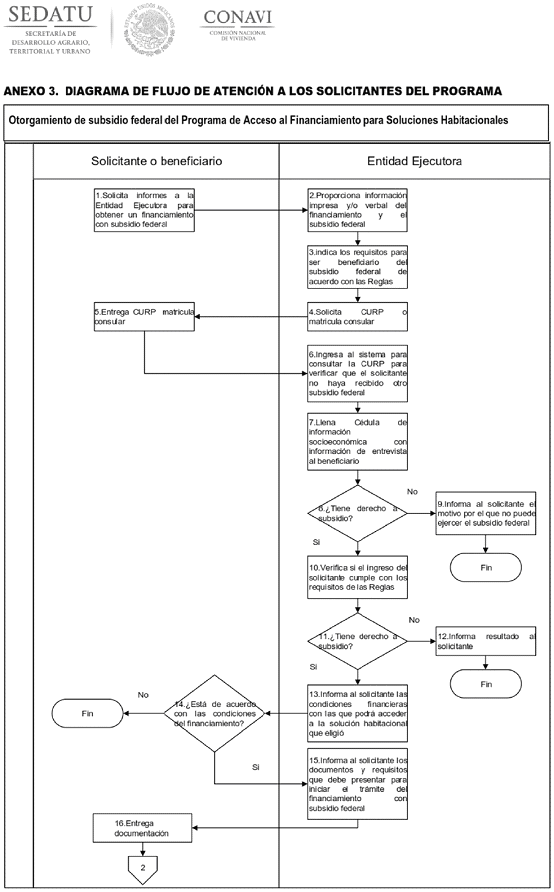 SEDATU
SECRETARÍA DE
DESARROLLO AGRARIO,
TERRITORIAL Y URBANO
ESTADOS UNIDOS MEXICANOS
CONAVI
COMISIÓN NACIONAL
DE VIVIENDA
ANEXO 3. DIAGRAMA DE FLUJO DE ATENCIÓN A LOS SOLICITANTES DEL PROGRAMA
Otorgamiento de subsidio federal del Programa de Acceso al Financiamiento para Soluciones Habitacionales
Solicitante o beneficiario
Entidad Ejecutora
1.Solicita informes a la
Entidad Ejecutora para
obtener un financiamiento
con subsidio federal
2.Proporciona información
impresa y/o verbal del
financiamiento y el
subsidio federal
3.indica los requisitos para
ser beneficiario del
subsidio federal de
acuerdo con las Reglas
4.Solicita CURP o
matricula consular
5.Entrega CURP matricula
consular
6.Ingresa al sistema para
consultar la CURP para
verificar que el solicitante
no haya recibido otro
subsidio federal
7.Llena Cédula de
información
socioeconómica con
información de entrevista
al beneficiario
8.¿Tiene derecho a
subsidio?
No
9.Informa al solicitante el
motivo por el que no puede
ejercer el subsidio federal
Fin
Si
10.Verifica si el ingreso del
solicitante cumple con los
requisitos de las Reglas
11.¿Tiene derecho a
subsidio?
No
12.Informa resultado al
solicitante
Fin
Si
13.Informa al solicitante las
condiciones financieras
con las que podrá acceder
a la solución habitacional
que eligió
14.¿Está de acuerdo
con las condiciones
del financiamiento?
No
Fin
Si
15.Informa al solicitante los
documentos y requisitos
que debe presentar para
iniciar el trámite del
financiamiento con
subsidio federal
16.Entrega
documentación
2